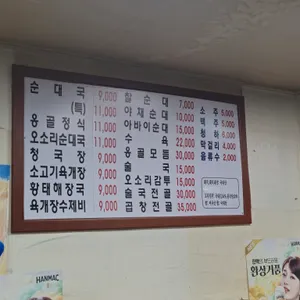 순대국 9,000
(특) 11,000
옹골정식 11,000
오소리순대국 11,000
청국장 9,000
소고기육개장 9,000
황태해장국 9,000
육개장수제비 9,000
찰순대 7,000
야채순대 10,000
아바이순대 15,000
수육 22,000
옹골모듬 30,000
술국 15,000
오소리감투 15,000
술국전골 30,000
곱창전골 35,000
소주 5,000
맥주 5,000
청하 6,000
막걸리 4,000
음료수 2,000
HANMAC
HANMAC
완성거품